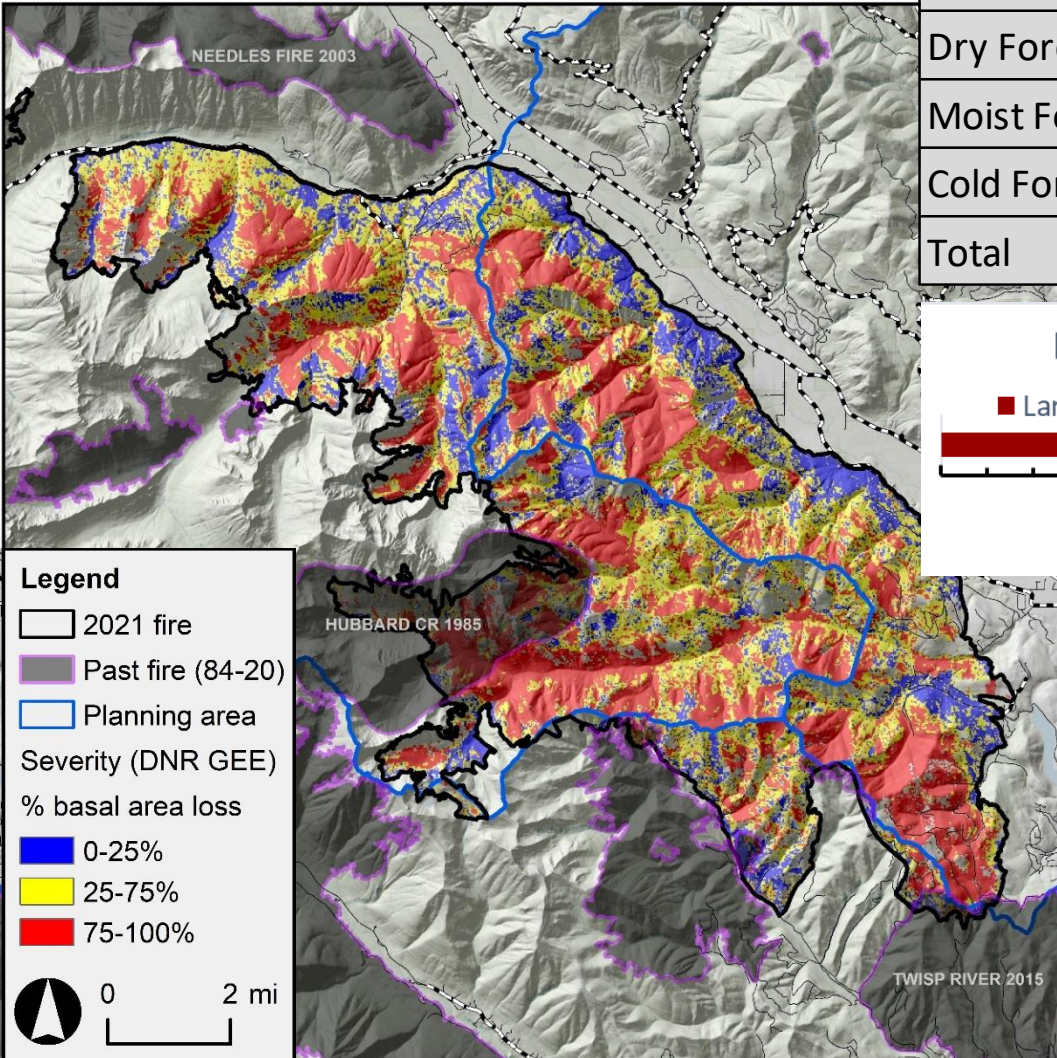 NEEDLES FIRE 2003
HUBBARD CR 1985
TWISP RIVER 2015
Legend
2021 fire
Past fire (84-20)
Planning area
Severity (DNR GEE)
% basal area loss
0-25%
25-75%
75-100%
0 2 mi
Dry For
Moist Fo
Cold For
Total
Lar